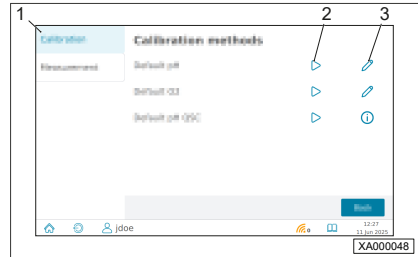 1
2
3
Calibration
Calibration methods
Measurement
Default pH
Default O2
Default pH QSC
Back
jdoe
12:27
11 Jun 2025
XA000048